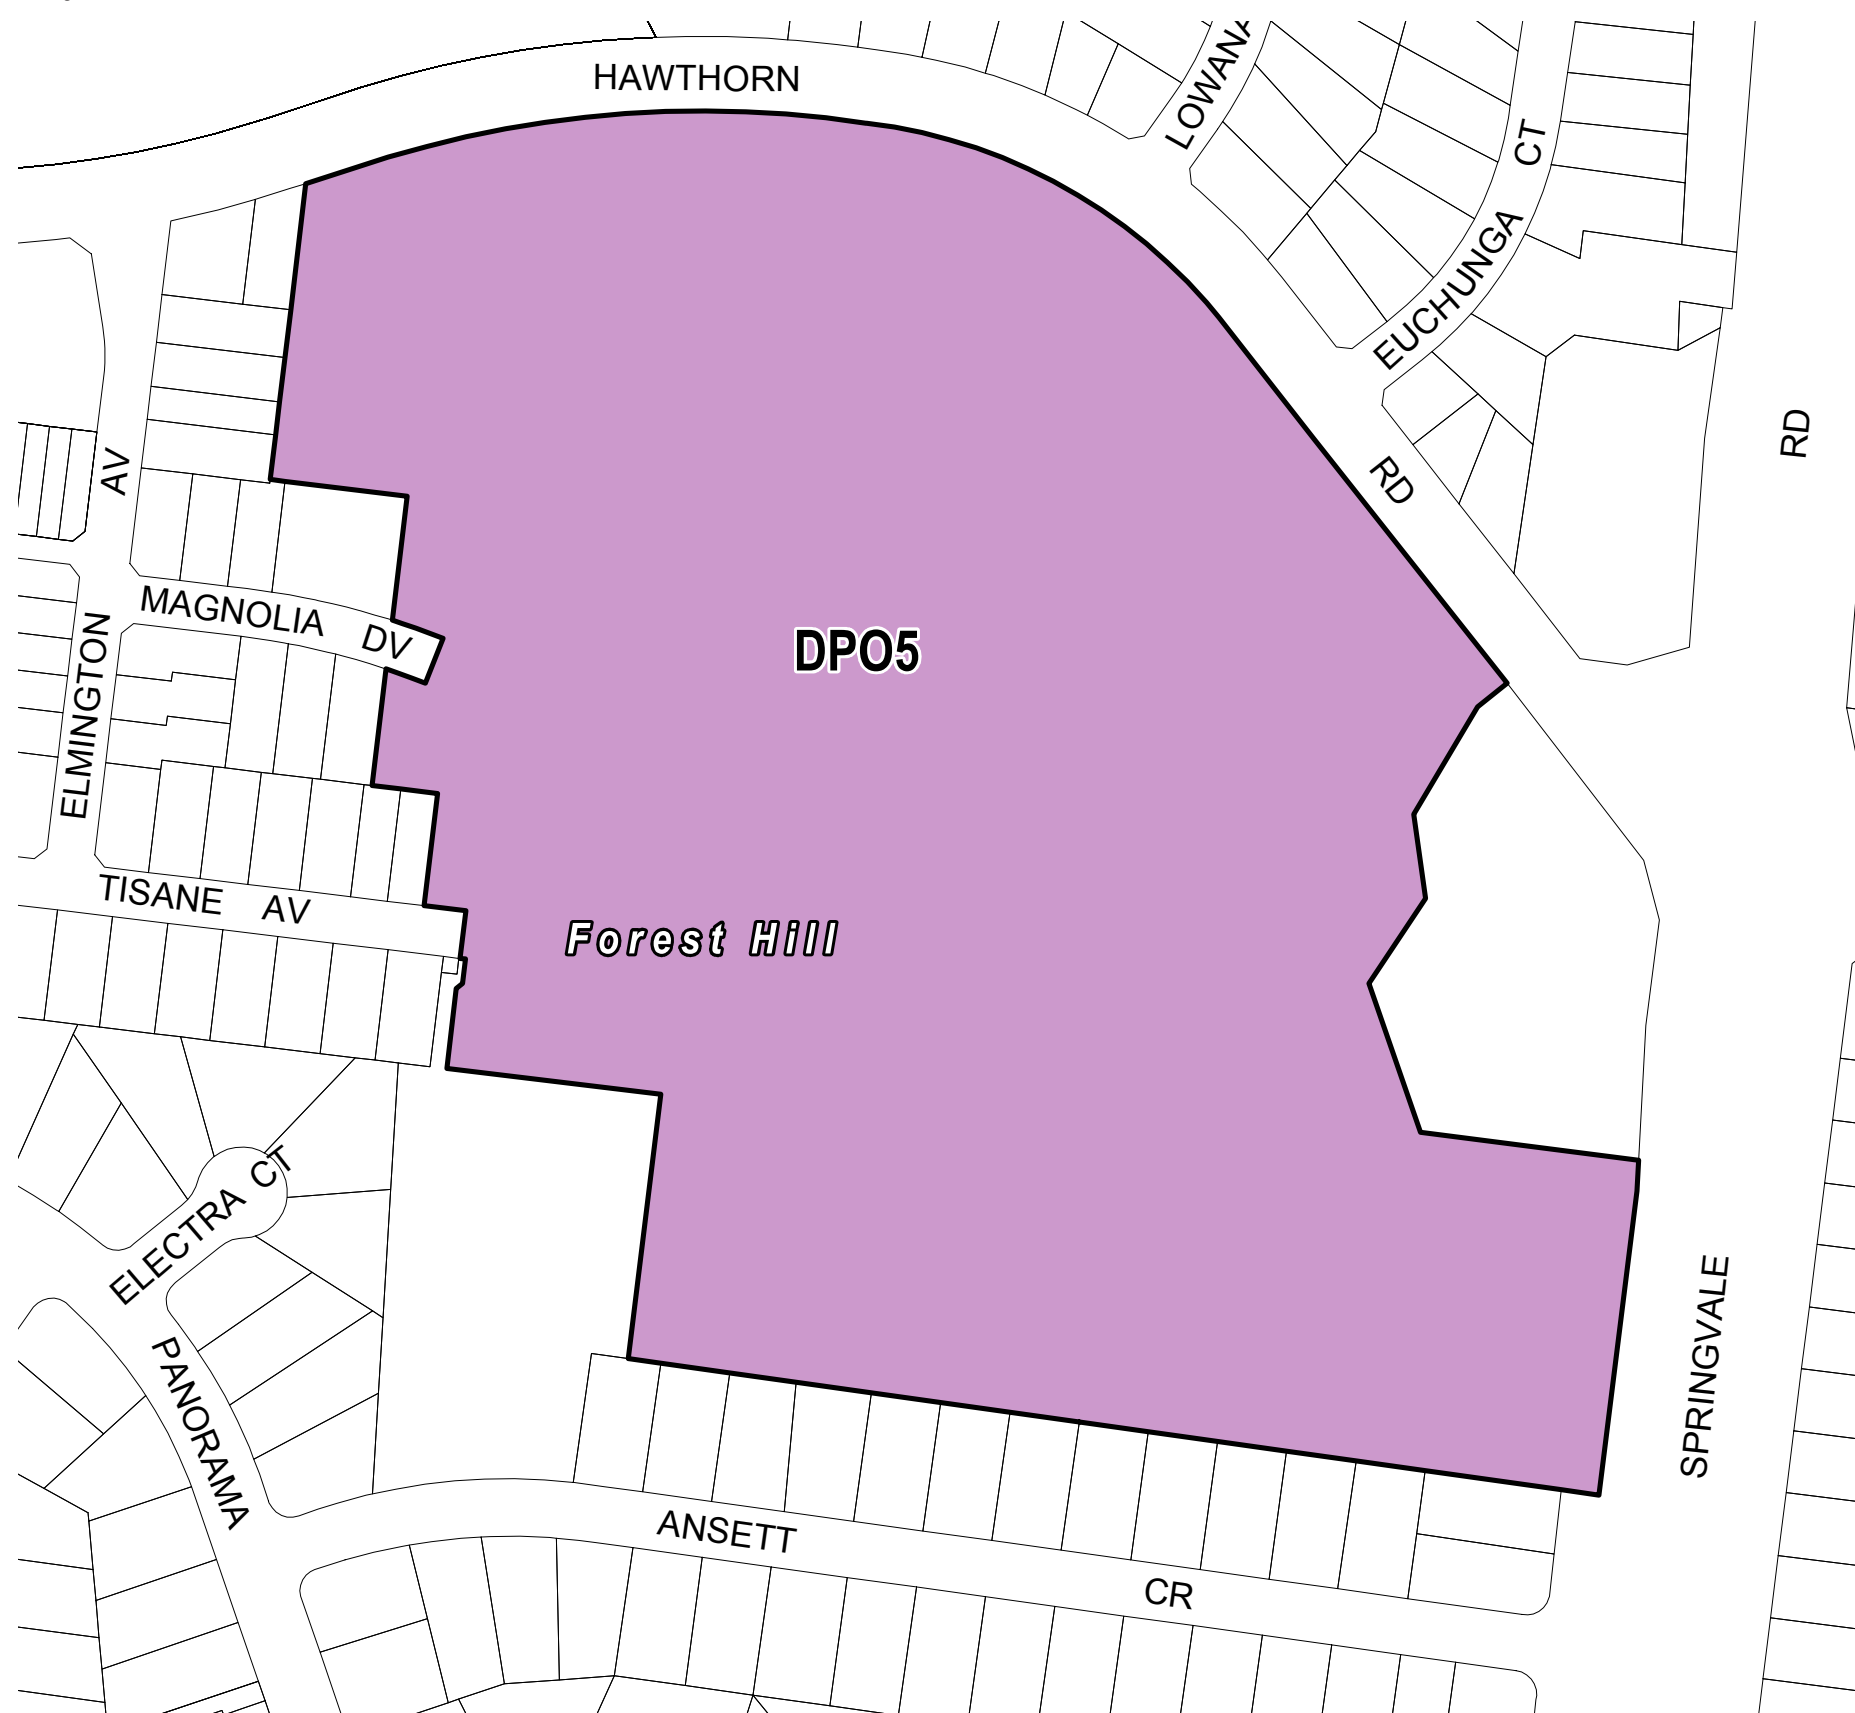 HAWTHORN
LOWANA
CT
EUCHUNGA
RD
RD
AV
MAGNOLIA DV
DPO5
ELMINGTON
TISANE AV
Forest Hill
ELECTRA CT
SPRINGVALE
PANORAMA
ANSETT
CR